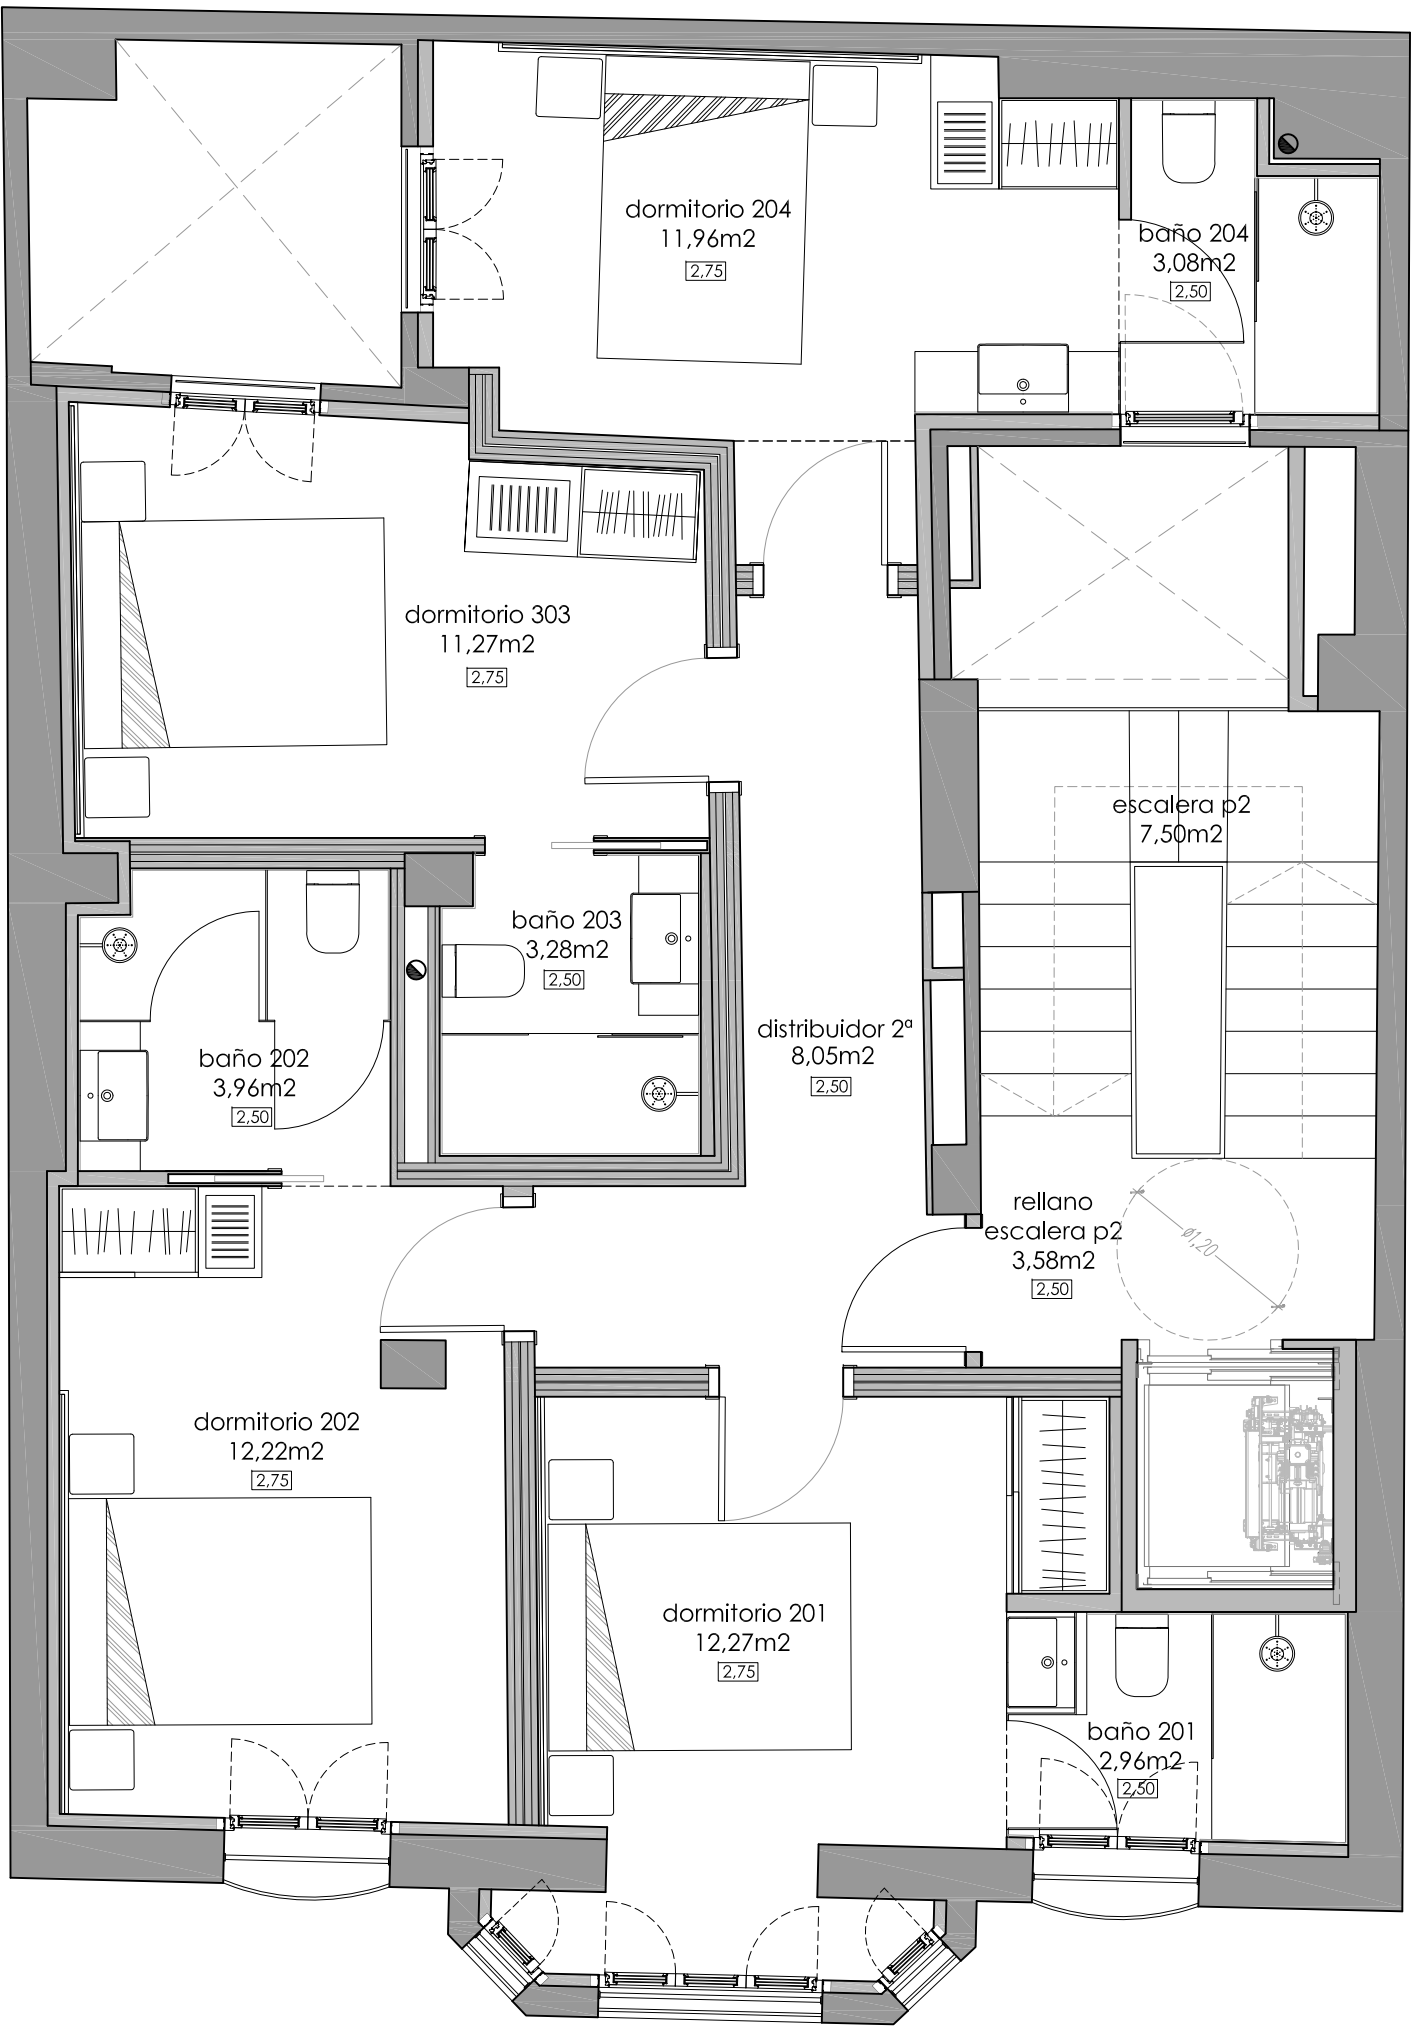 dormitorio 204
11,96m2
2,75
baño 204
3,08m2
2,50
dormitorio 303
11,27m2
2,75
escalera p2
7,50m2
baño 203
3,28m2
2,50
distribuidor 2ª
8,05m2
2,50
baño 202
3,96m2
2,50
rellano
escalera p2
3,58m2
2,50
ø1,20
dormitorio 202
12,22m2
2,75
dormitorio 201
12,27m2
2,75
baño 201
2,96m2
2,50